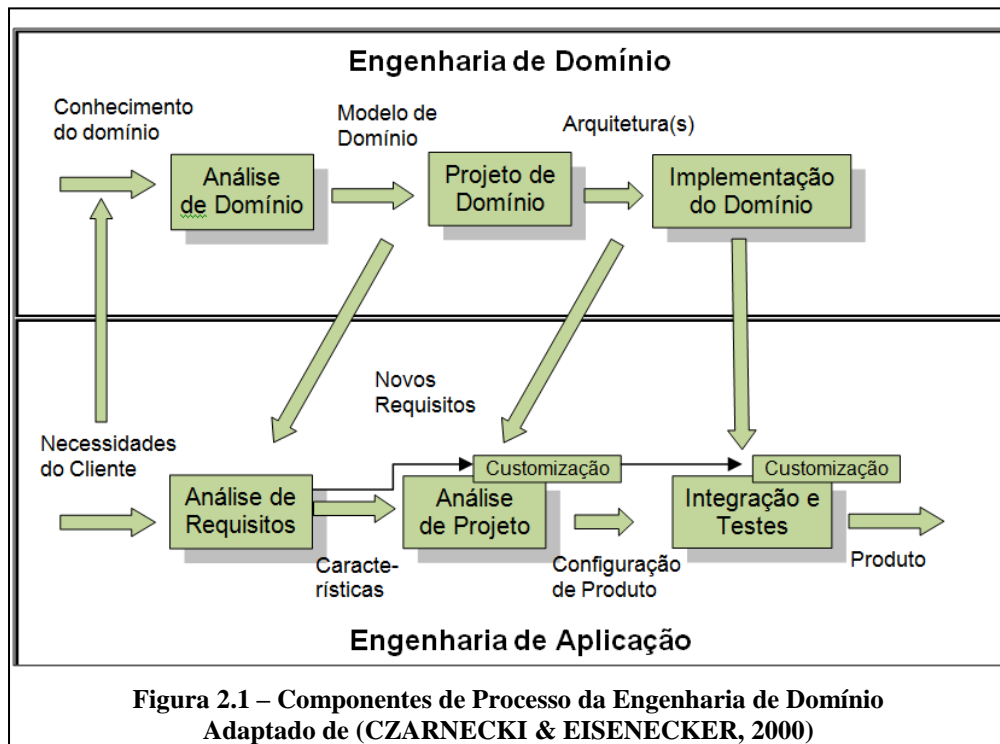 Engenharia de Domínio
Conhecimento
do domínio
Modelo de
Domínio
Arquitetura(s)
Análise
de Domínio
Projeto de
Domínio
Implementação
do Domínio
Novos
Requisitos
Necessidades
do Cliente
Customização
Customização
Análise de
Requisitos
Análise
de Projeto
Integração e
Testes
Caracte-
rísticas
Configuração
de Produto
Produto
Engenharia de Aplicação
Figura 2.1 – Componentes de Processo da Engenharia de Domínio
Adaptado de (CZARNECKI & EISENECKER, 2000)